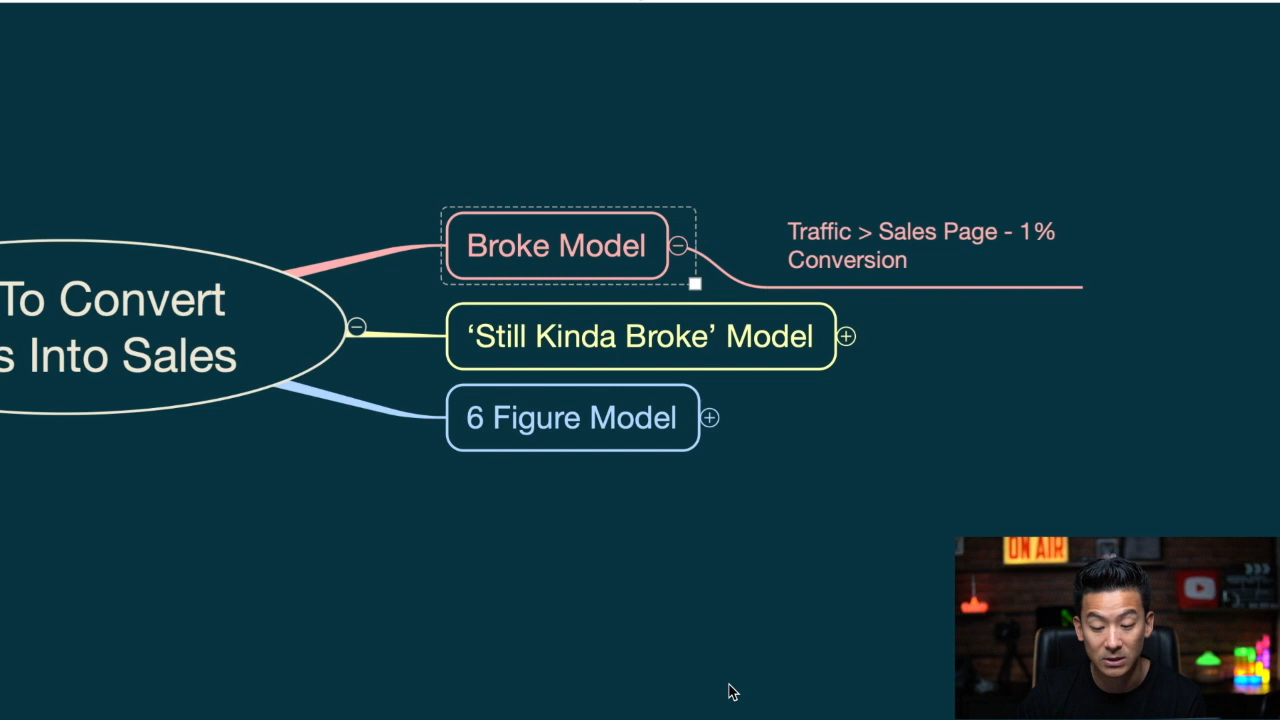 To Convert
s Into Sales
Broke Model
Traffic > Sales Page - 1%
Conversion
‘Still Kinda Broke’ Model
6 Figure Model
ON AIR